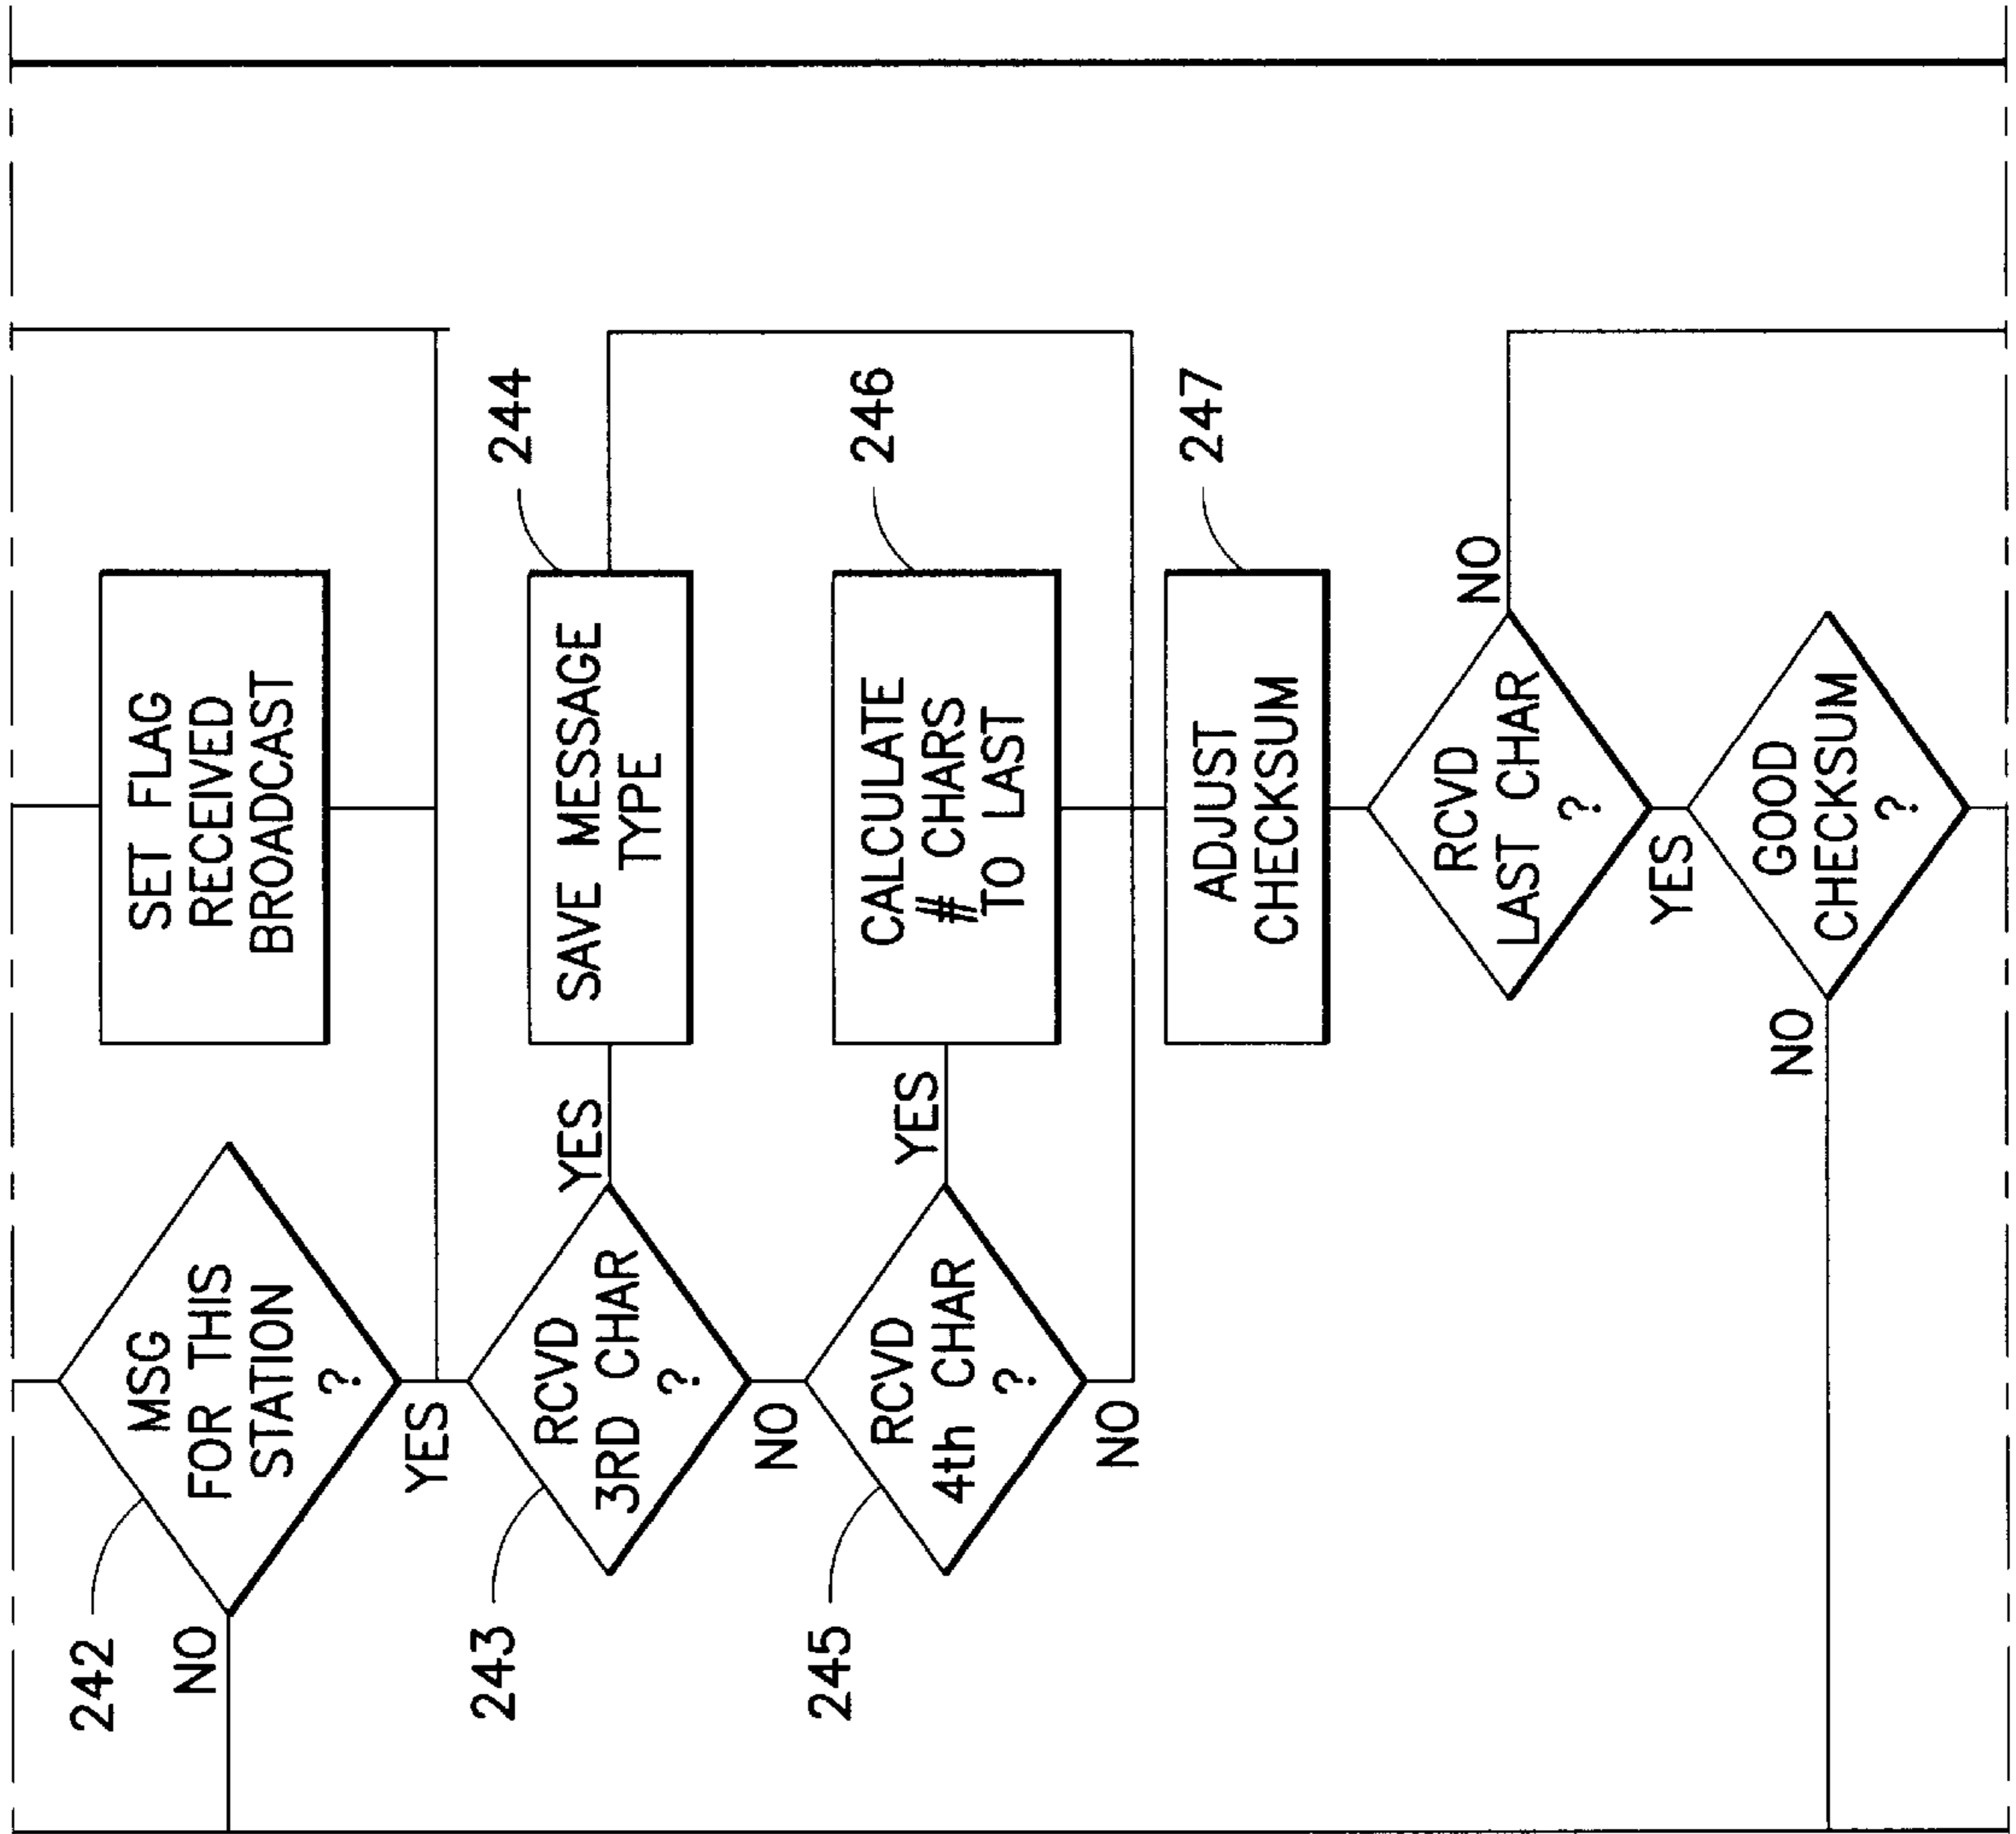 242
MSG
FOR THIS
STATION
?
NO
YES
SET FLAG
RECEIVED
BROADCAST
243
RCVD
3RD CHAR
?
YES
NO
244
SAVE MESSAGE
TYPE
245
RCVD
4th CHAR
?
YES
NO
246
CALCULATE
# CHARS
TO LAST
247
ADJUST
CHECKSUM
RCVD
LAST CHAR
?
NO
YES
GOOD
CHECKSUM
?
NO